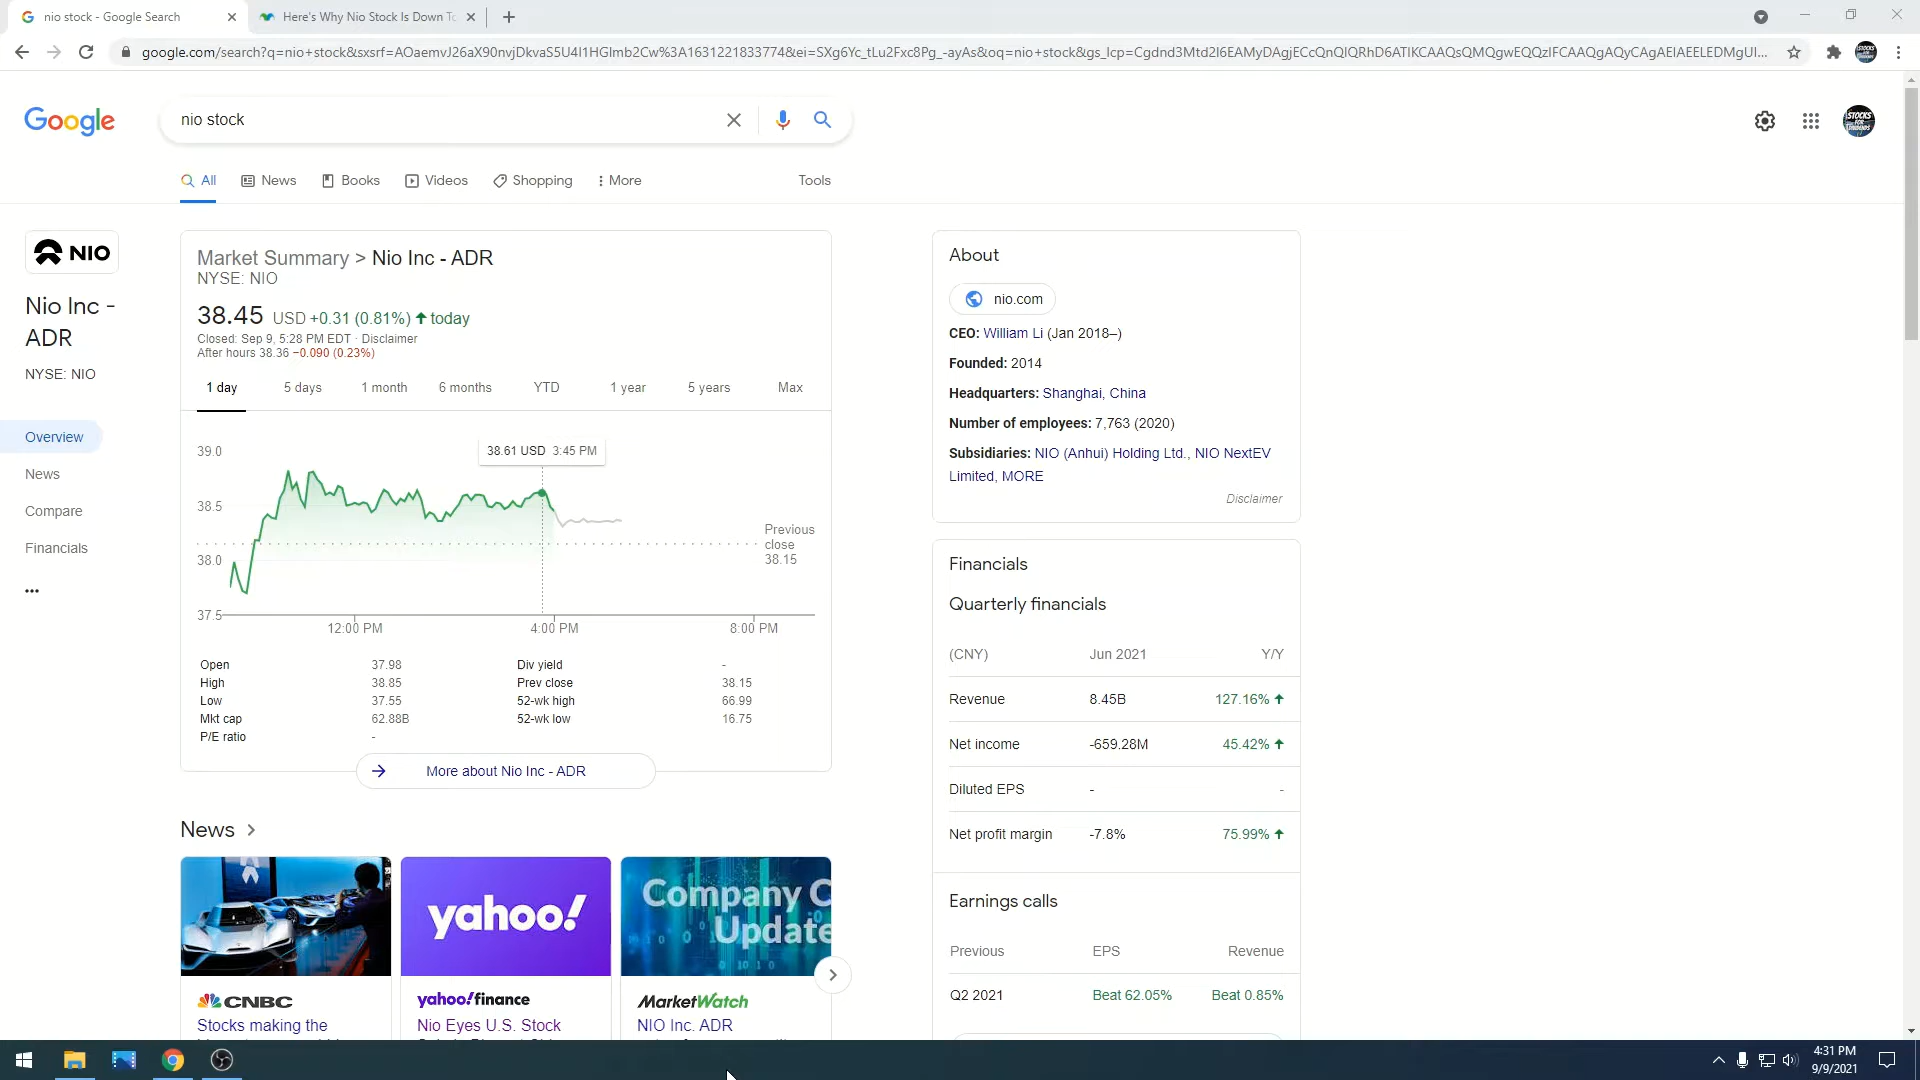 nio stock - Google Search
Here's Why Nio Stock Is Down To
google.com/search?q=nio+stock&sxsrf=AOaemvJ26aX90nvjDkvaS5U4I1HGlmb2Cw%3A1631221833774&ei=SXg6Yc_tLu2Fxc8Pg_-ayAs&oq=nio+stock&gs_lcp=Cgdnd3Mtd2l6EAMyDAgjECcQnQIQRhD6ATIKCAAQsQMQgwEQQzIFCAAQgAQyCAgAEIAEELEDMgUI...
Google
nio stock
STOCKS FOR DIVIDENDS
All
News
Books
Videos
Shopping
More
Tools
NIO
Nio Inc -
ADR
NYSE: NIO
Overview
News
Compare
Financials
Market Summary > Nio Inc - ADR
NYSE: NIO
38.45 USD +0.31 (0.81%) today
Closed: Sep 9, 5:28 PM EDT · Disclaimer
After hours 38.36 −0.090 (0.23%)
1 day
5 days
1 month
6 months
YTD
1 year
5 years
Max
38.61 USD 3:45 PM
39.0
38.5
38.0
37.5
Previous
close
38.15
12:00 PM
4:00 PM
8:00 PM
Open 37.98
High 38.85
Low 37.55
Mkt cap 62.88B
P/E ratio -
Div yield -
Prev close 38.15
52-wk high 66.99
52-wk low 16.75
More about Nio Inc - ADR
News
yahoo!
Company C
Update
CNBC
Stocks making the
yahoo!finance
Nio Eyes U.S. Stock
MarketWatch
NIO Inc. ADR
About
nio.com
CEO: William Li (Jan 2018–)
Founded: 2014
Headquarters: Shanghai, China
Number of employees: 7,763 (2020)
Subsidiaries: NIO (Anhui) Holding Ltd., NIO NextEV
Limited, MORE
Disclaimer
Financials
Quarterly financials
(CNY) Jun 2021 Y/Y
Revenue 8.45B 127.16%
Net income -659.28M 45.42%
Diluted EPS - -
Net profit margin -7.8% 75.99%
Earnings calls
Previous EPS Revenue
Q2 2021 Beat 62.05% Beat 0.85%
4:31 PM
9/9/2021